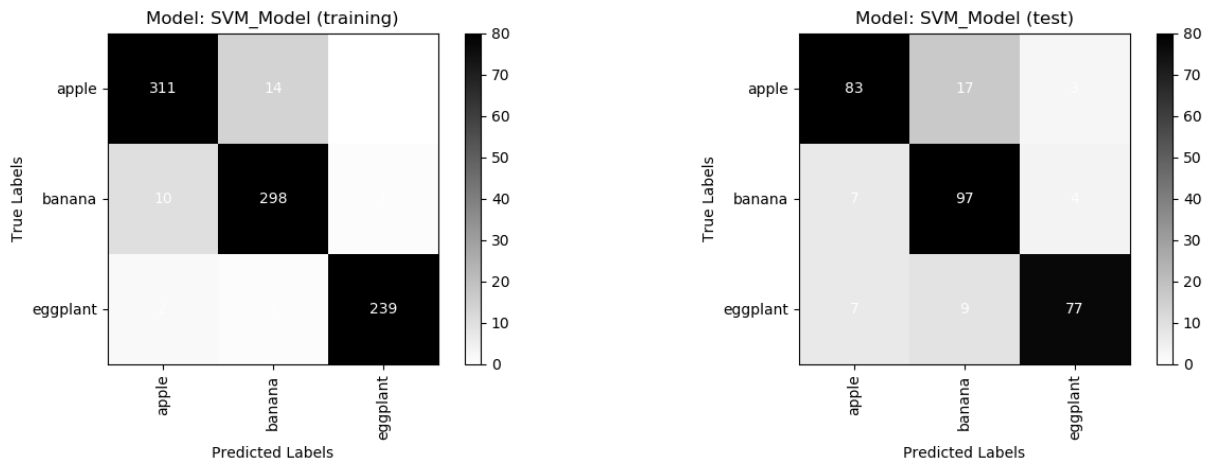 Model: SVM_Model (training)
80
70
60
50
40
30
20
10
0
True Labels
apple
banana
eggplant
311 14
10 298
239
apple
banana
eggplant
Predicted Labels
Model: SVM_Model (test)
80
70
60
50
40
30
20
10
0
True Labels
apple
banana
eggplant
83 17 3
7 97 4
7 9 77
apple
banana
eggplant
Predicted Labels